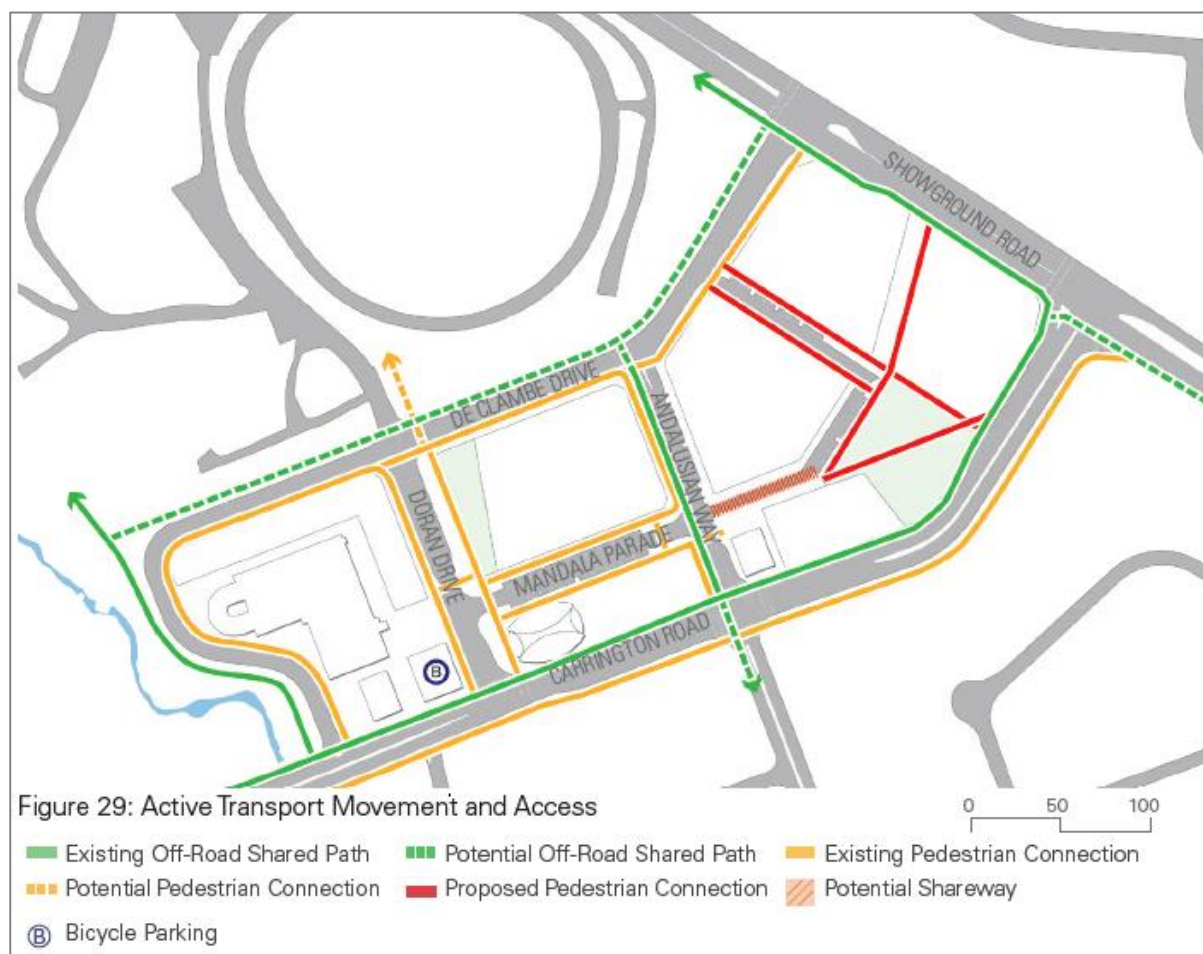 SHOWGROUND ROAD
DE CLAMBE DRIVE
ANDALUSIAN WAY
DORAN DRIVE
MANDALA PARADE
CARRINGTON ROAD
B
Figure 29: Active Transport Movement and Access
0 50 100
Existing Off-Road Shared Path Potential Off-Road Shared Path Existing Pedestrian Connection
Potential Pedestrian Connection Proposed Pedestrian Connection Potential Shareway
B Bicycle Parking